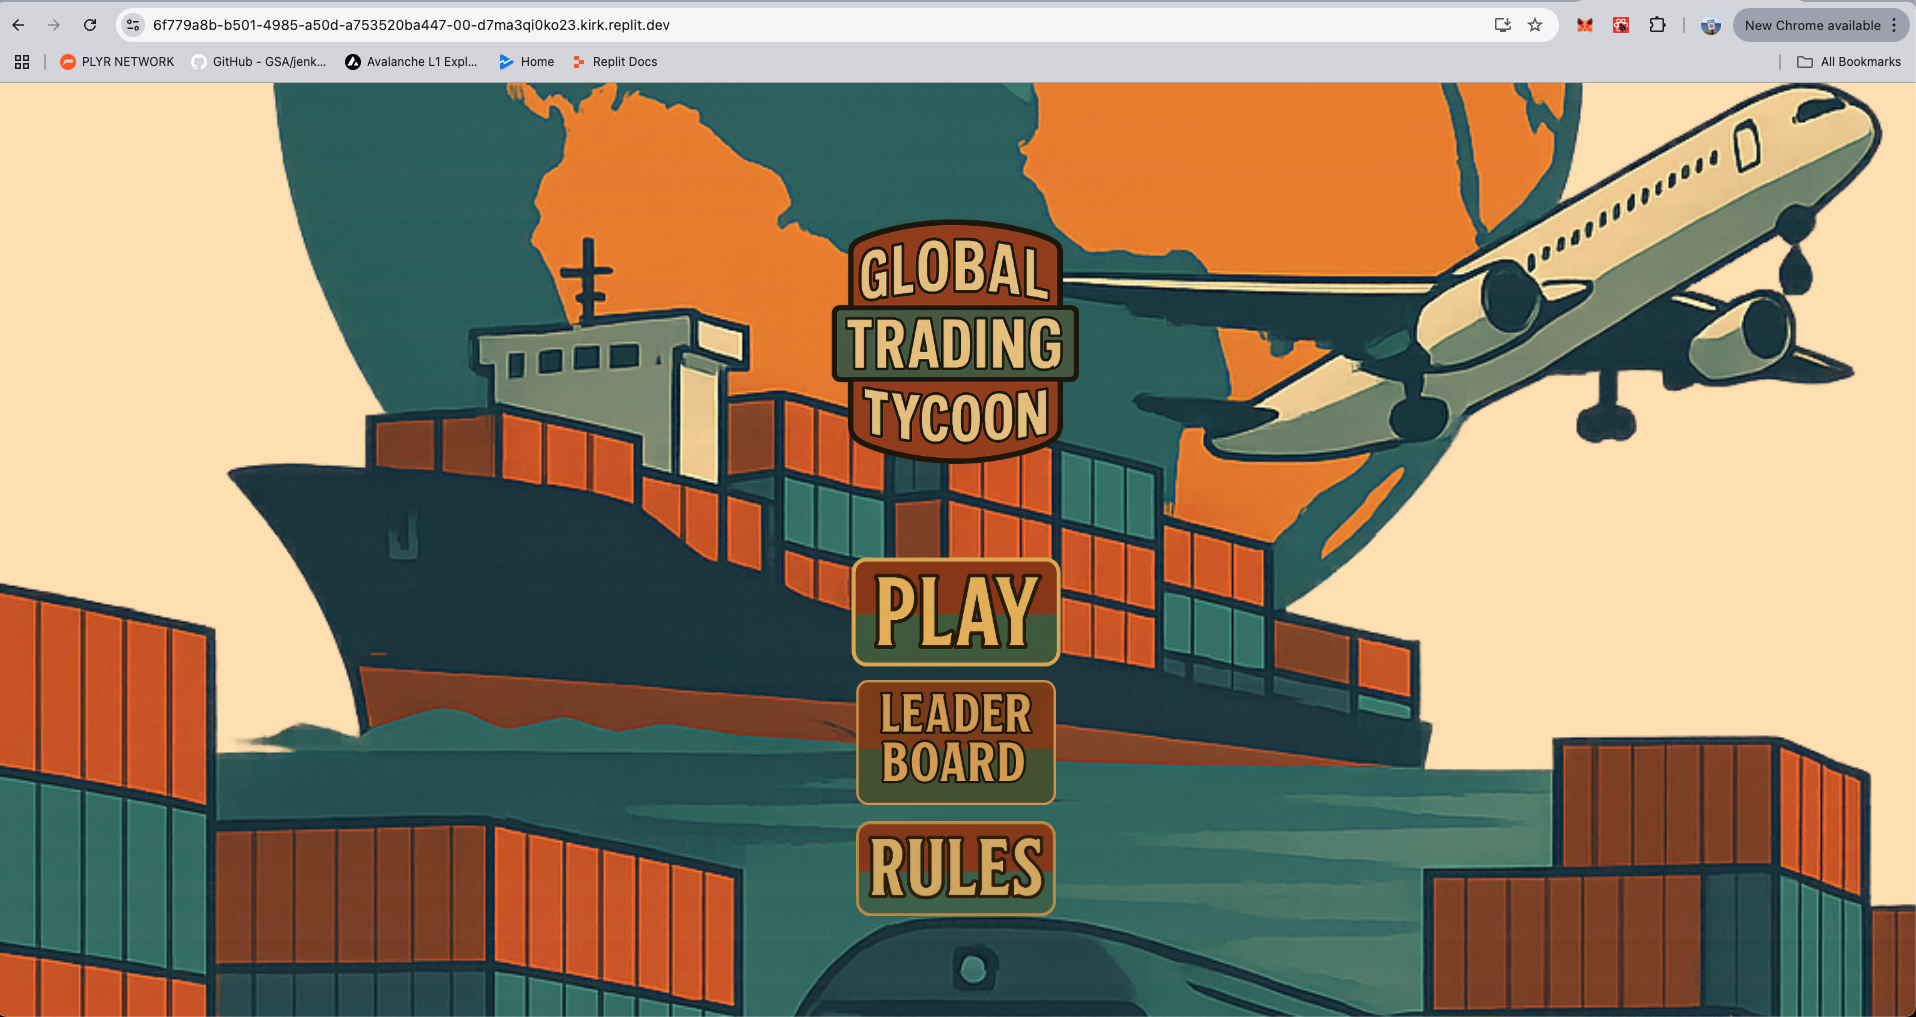 6f779a8b-b501-4985-a50d-a753520ba447-00-d7ma3qi0ko23.kirk.replit.dev
New Chrome available
PLYR NETWORK
GitHub - GSA/jenk...
Avalanche L1 Expl...
Home
Replit Docs
All Bookmarks
GLOBAL
TRADING
TYCOON
PLAY
LEADER
BOARD
RULES